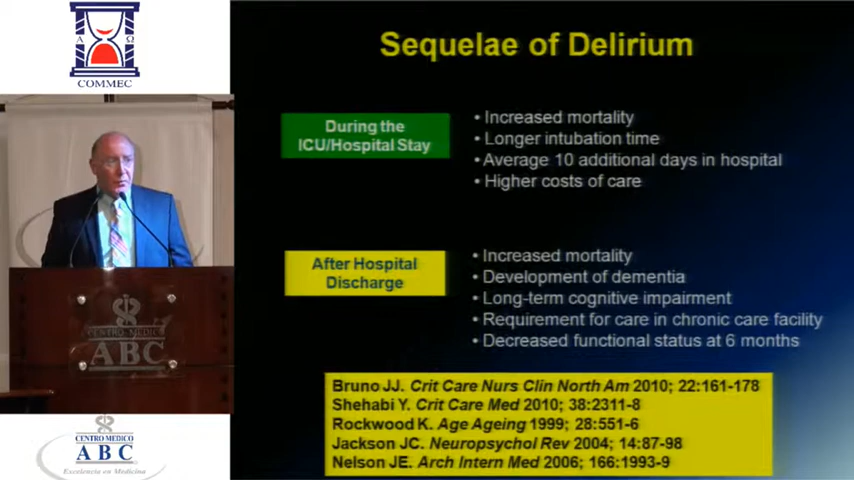 A Ω
COMMEC
Sequelae of Delirium
During the
ICU/Hospital Stay
• Increased mortality
• Longer intubation time
• Average 10 additional days in hospital
• Higher costs of care
After Hospital
Discharge
• Increased mortality
• Development of dementia
• Long-term cognitive impairment
• Requirement for care in chronic care facility
• Decreased functional status at 6 months
Bruno JJ. Crit Care Nurs Clin North Am 2010; 22:161-178
Shehabi Y. Crit Care Med 2010; 38:2311-8
Rockwood K. Age Ageing 1999; 28:551-6
Jackson JC. Neuropsychol Rev 2004; 14:87-98
Nelson JE. Arch Intern Med 2006; 166:1993-9
CENTRO MEDICO
ABC
CENTRO MEDICO
ABC
Excelencia en Medicina